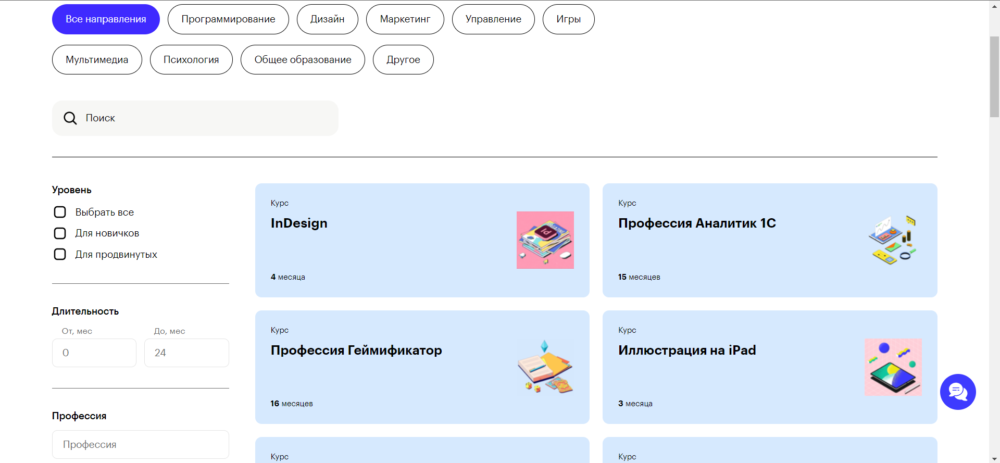 Все направления
Программирование
Дизайн
Маркетинг
Управление
Игры
Мультимедиа
Психология
Общее образование
Другое
Поиск
Уровень
Выбрать все
Для новичков
Для продвинутых
Длительность
От, мес
До, мес
0
24
Профессия
Профессия
Курс
InDesign
4 месяца
Курс
Профессия Аналитик 1С
15 месяцев
Курс
Профессия Геймификатор
16 месяцев
Курс
Иллюстрация на iPad
3 месяца
Курс
Курс